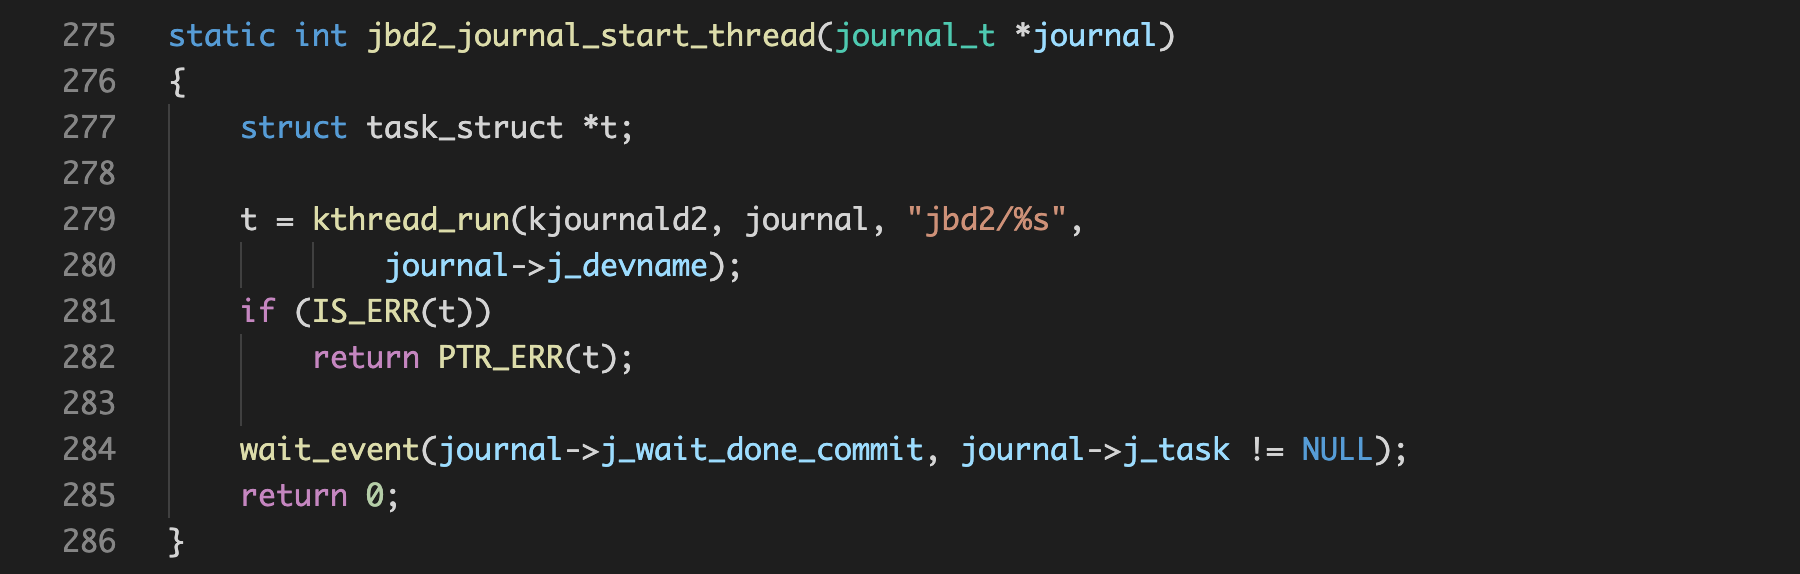 275 static int jbd2_journal_start_thread(journal_t *journal)
276 {
277     struct task_struct *t;
278
279     t = kthread_run(kjournald2, journal, "jbd2/%s",
280             journal->j_devname);
281     if (IS_ERR(t))
282         return PTR_ERR(t);
283
284     wait_event(journal->j_wait_done_commit, journal->j_task != NULL);
285     return 0;
286 }